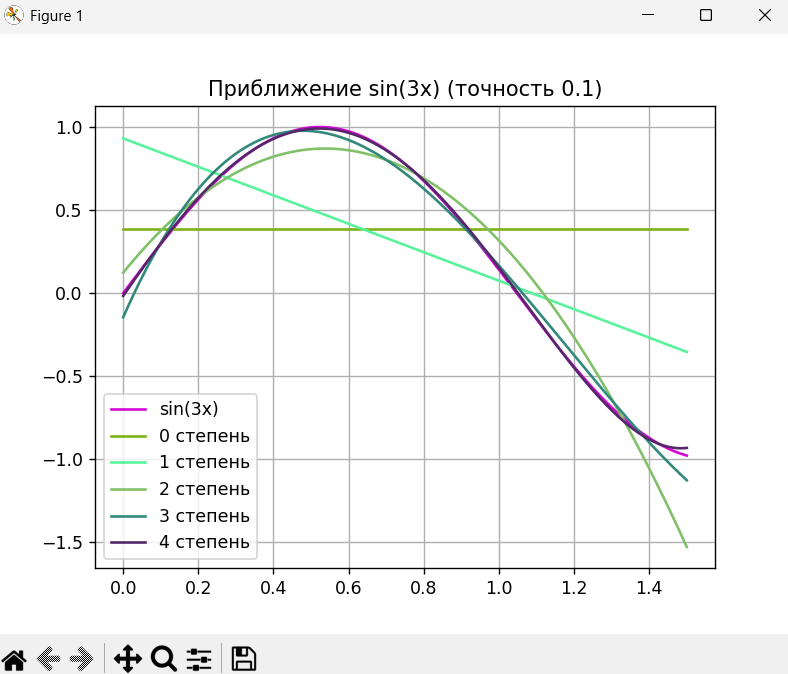 Figure 1
Приближение sin(3x) (точность 0.1)
1.0
0.5
0.0
−0.5
−1.0
−1.5
sin(3x)
0 степень
1 степень
2 степень
3 степень
4 степень
0.0 0.2 0.4 0.6 0.8 1.0 1.2 1.4